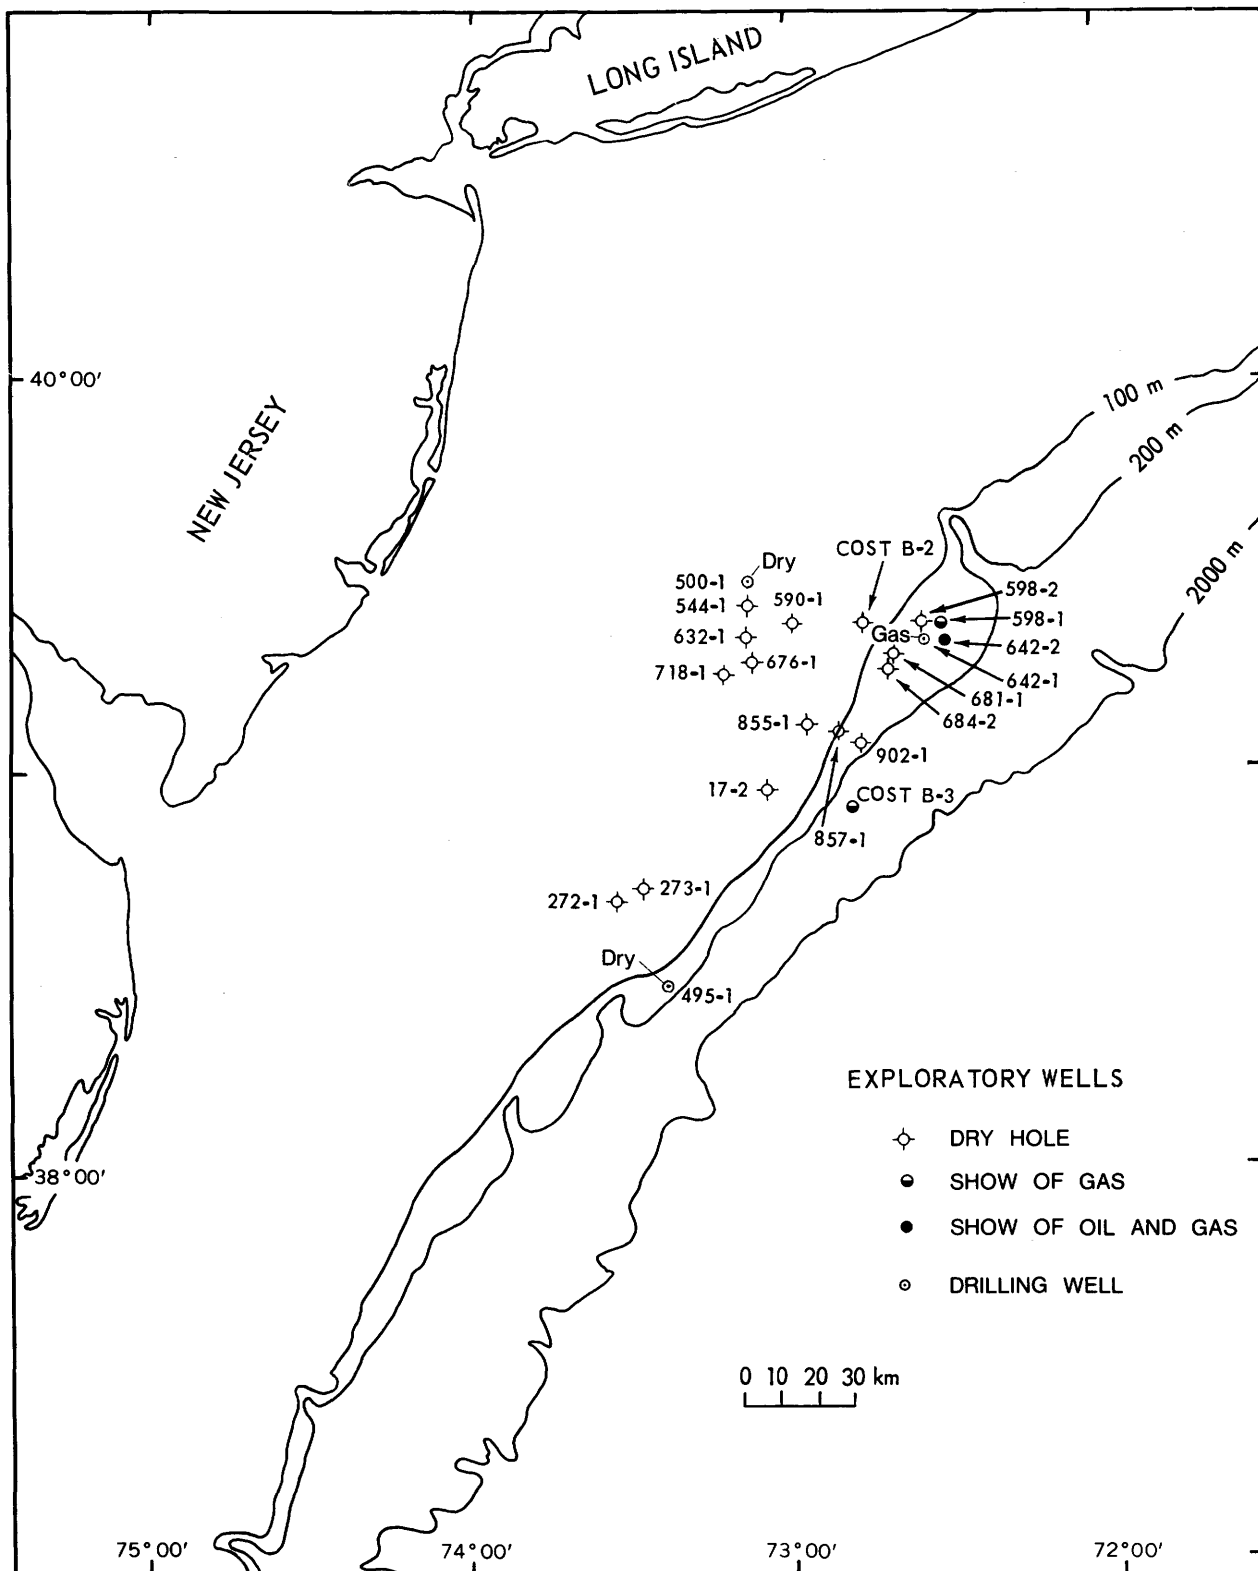 LONG ISLAND
40°00'
NEW JERSEY
100 m
200 m
2000 m
COST B-2
Dry
500-1
544-1
590-1
598-2
598-1
632-1
Gas
642-2
676-1
718-1
642-1
681-1
684-2
855-1
902-1
17-2
COST B-3
857-1
273-1
272-1
Dry
495-1
EXPLORATORY WELLS
DRY HOLE
38°00'
SHOW OF GAS
SHOW OF OIL AND GAS
DRILLING WELL
0 10 20 30 km
75°00' 74°00' 73°00' 72°00'